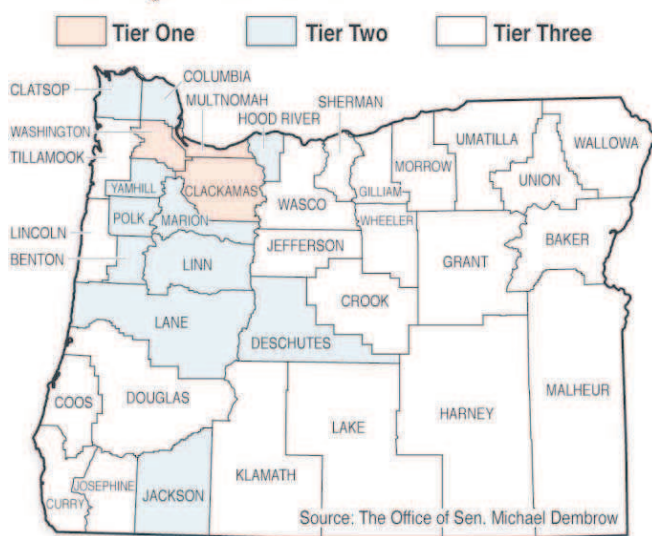 Tier One Tier Two Tier Three
COLUMBIA
CLATSOP
MULTNOMAH
SHERMAN
HOOD RIVER
WASHINGTON
UMATILLA
WALLOWA
TILLAMOOK
MORROW
UNION
YAMHILL
CLACKAMAS
GILLIAM
WASCO
POLK
MARION
WHEELER
LINCOLN
JEFFERSON
BAKER
BENTON
LINN
GRANT
CROOK
LANE
DESCHUTES
MALHEUR
DOUGLAS
COOS
HARNEY
LAKE
KLAMATH
JOSEPHINE
JACKSON
CURRY
Source: The Office of Sen. Michael Dembrow